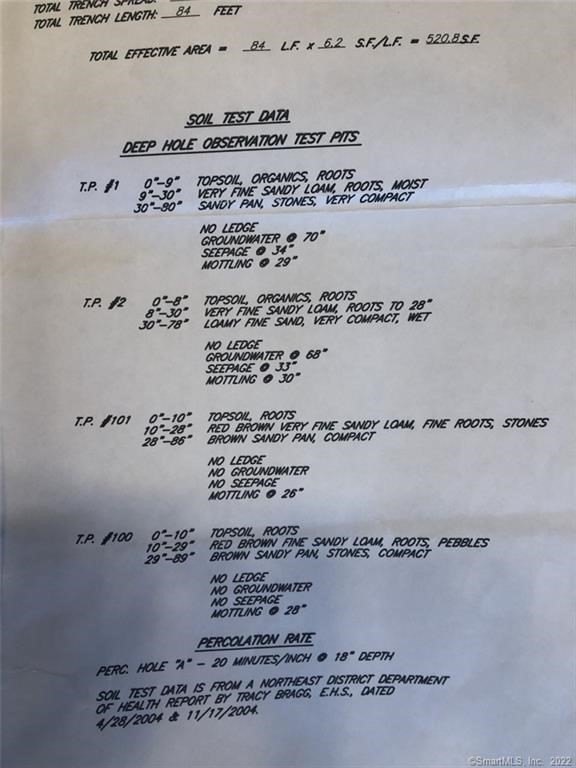 TOTAL TRENCH SPREAD:
TOTAL TRENCH LENGTH: 84 FEET
TOTAL EFFECTIVE AREA = 84 L.F. x 6.2 S.F./L.F. = 520.8 S.F.
SOIL TEST DATA
DEEP HOLE OBSERVATION TEST PITS
T.P. #1 0"-9" TOPSOIL, ORGANICS, ROOTS
9"-30" VERY FINE SANDY LOAM, ROOTS, MOIST
30"-80" SANDY PAN, STONES, VERY COMPACT
NO LEDGE
GROUNDWATER @ 70"
SEEPAGE @ 34"
MOTTLING @ 29"
T.P. #2 0"-8" TOPSOIL, ORGANICS, ROOTS
8"-30" VERY FINE SANDY LOAM, ROOTS TO 28"
30"-78" LOAMY FINE SAND, VERY COMPACT, WET
NO LEDGE
GROUNDWATER @ 68"
SEEPAGE @ 33"
MOTTLING @ 30"
T.P. #101 0"-10" TOPSOIL, ROOTS
10"-28" RED BROWN VERY FINE SANDY LOAM, FINE ROOTS, STONES
28"-86" BROWN SANDY PAN, COMPACT
NO LEDGE
NO GROUNDWATER
NO SEEPAGE
MOTTLING @ 26"
T.P. #100 0"-10" TOPSOIL, ROOTS
10"-29" RED BROWN FINE SANDY LOAM, ROOTS, PEBBLES
29"-89" BROWN SANDY PAN, STONES, COMPACT
NO LEDGE
NO GROUNDWATER
NO SEEPAGE
MOTTLING @ 28"
PERCOLATION RATE
PERC. HOLE "A" - 20 MINUTES/INCH @ 18" DEPTH
SOIL TEST DATA IS FROM A NORTHEAST DISTRICT DEPARTMENT
OF HEALTH REPORT BY TRACY BRAGG, E.H.S., DATED
4/28/2004 & 11/17/2004.
©SmartMLS, Inc. 2022